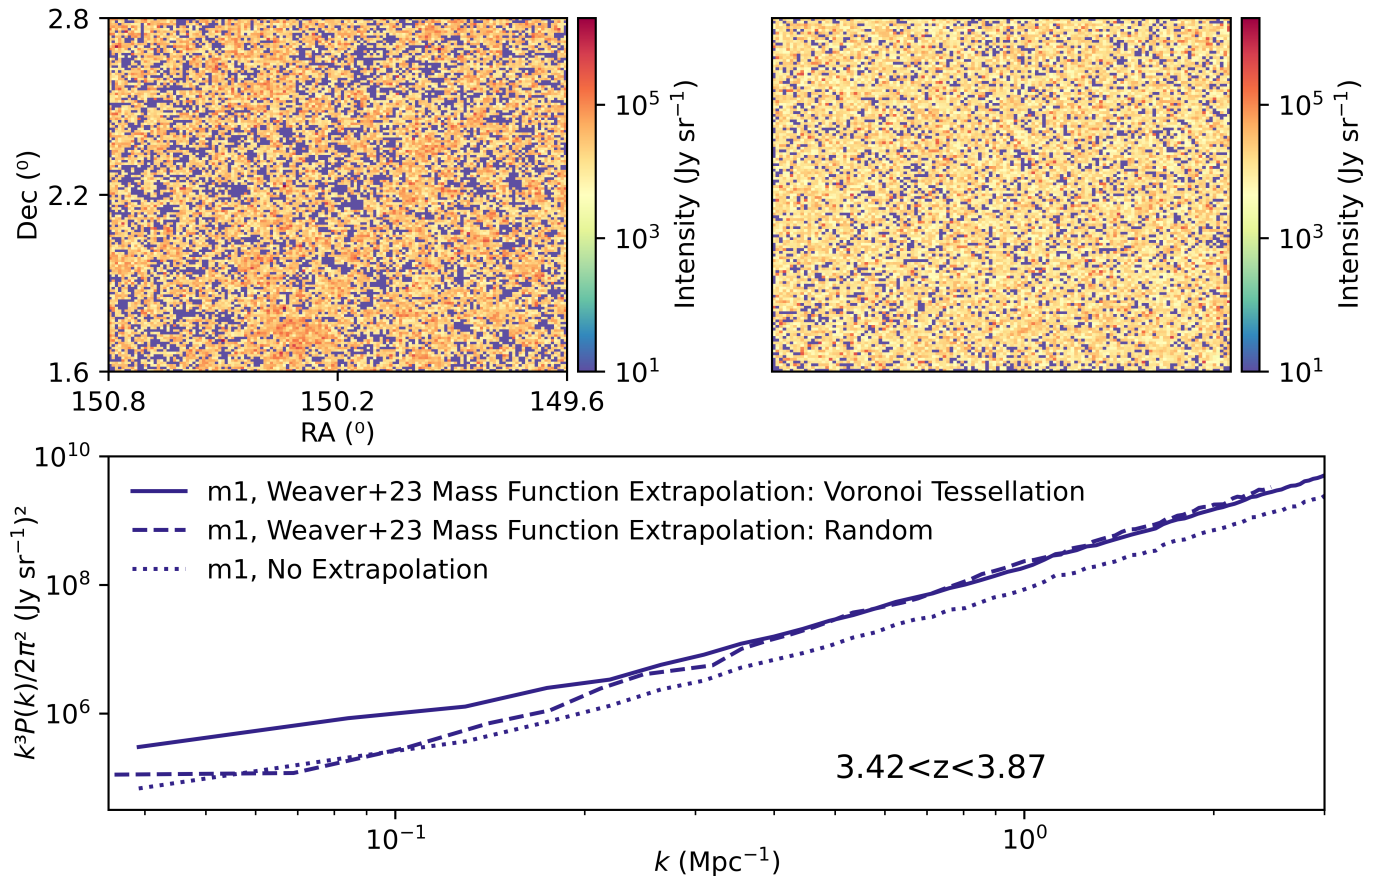 2.8
2.2
1.6
Dec (⁰)
150.8
150.2
149.6
RA (⁰)
10⁵
10³
10¹
Intensity (Jy sr⁻¹)
10⁵
10³
10¹
Intensity (Jy sr⁻¹)
10¹⁰
10⁸
10⁶
k³P(k)/2π² (Jy sr⁻¹)²
m1, Weaver+23 Mass Function Extrapolation: Voronoi Tessellation
m1, Weaver+23 Mass Function Extrapolation: Random
m1, No Extrapolation
3.42<z<3.87
10⁻¹
10⁰
k (Mpc⁻¹)